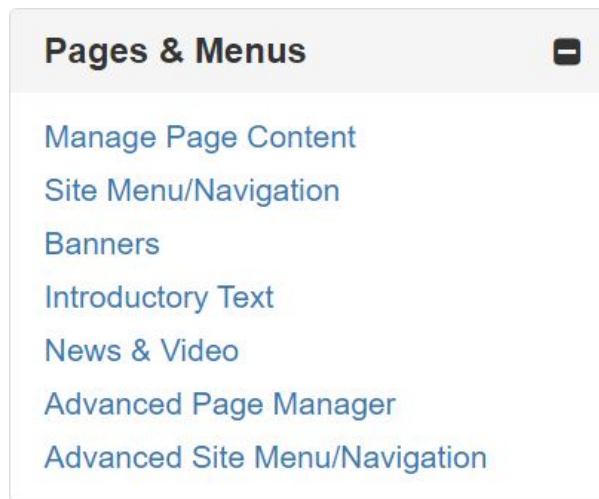 Pages & Menus
Manage Page Content
Site Menu/Navigation
Banners
Introductory Text
News & Video
Advanced Page Manager
Advanced Site Menu/Navigation